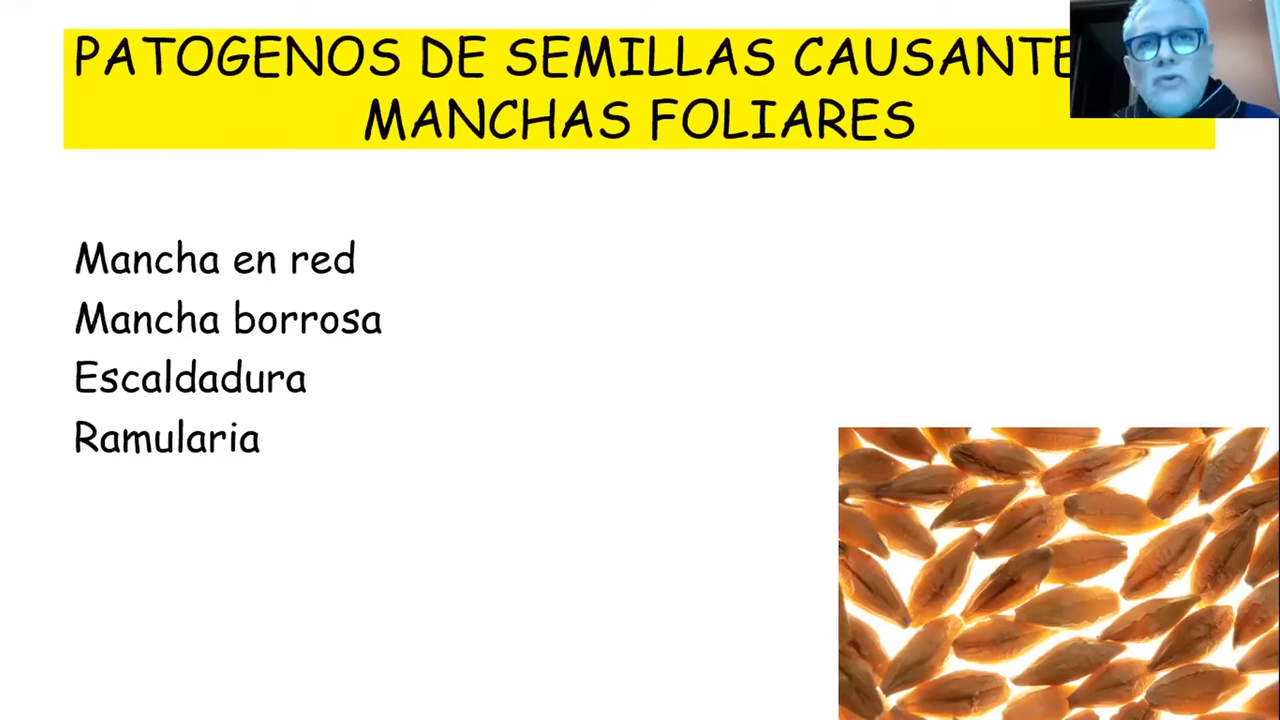 PATOGENOS DE SEMILLAS CAUSANTE
MANCHAS FOLIARES
Mancha en red
Mancha borrosa
Escaldadura
Ramularia